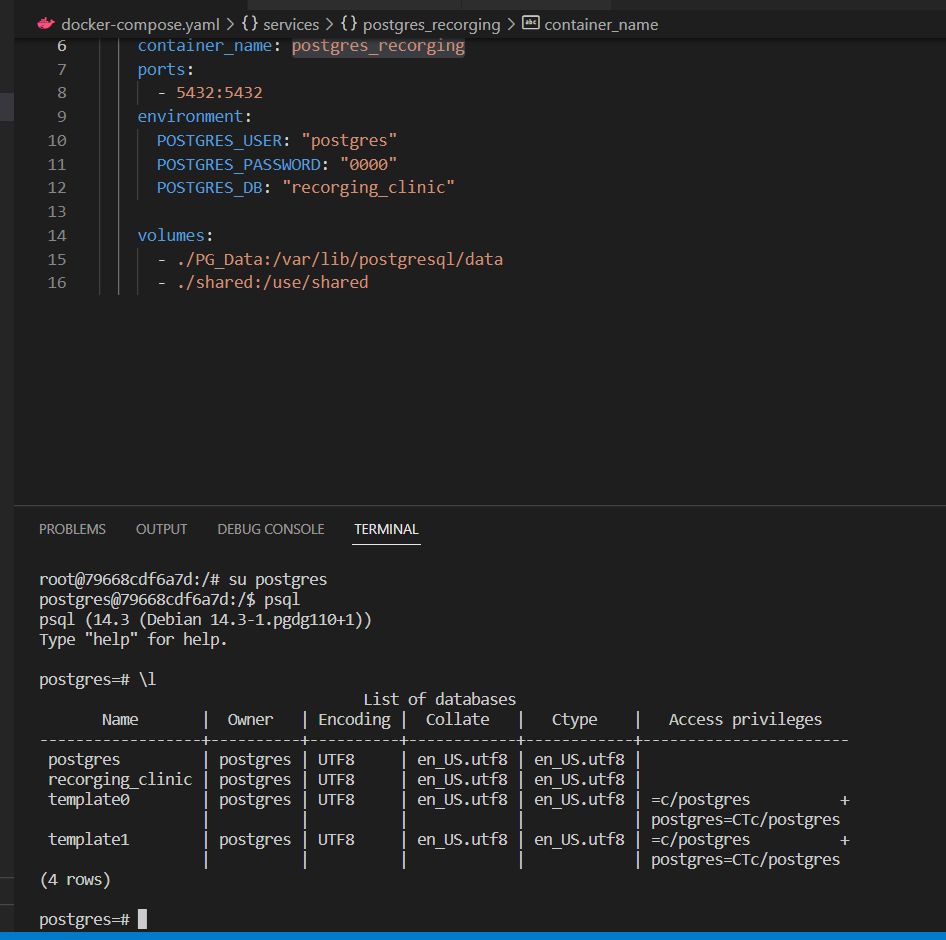 docker-compose.yaml > {} services > {} postgres_recorging > abc container_name
6 container_name: postgres_recorging
7 ports:
8 - 5432:5432
9 environment:
10 POSTGRES_USER: "postgres"
11 POSTGRES_PASSWORD: "0000"
12 POSTGRES_DB: "recorging_clinic"
13
14 volumes:
15 - ./PG_Data:/var/lib/postgresql/data
16 - ./shared:/use/shared
PROBLEMS OUTPUT DEBUG CONSOLE TERMINAL
root@79668cdf6a7d:/# su postgres
postgres@79668cdf6a7d:/$ psql
psql (14.3 (Debian 14.3-1.pgdg110+1))
Type "help" for help.
postgres=# \l
List of databases
Name | Owner | Encoding | Collate | Ctype | Access privileges
------------------+----------+----------+------------+------------+-----------------------
postgres | postgres | UTF8 | en_US.utf8 | en_US.utf8 |
recorging_clinic | postgres | UTF8 | en_US.utf8 | en_US.utf8 |
template0 | postgres | UTF8 | en_US.utf8 | en_US.utf8 | =c/postgres +
| | | | | postgres=CTc/postgres
template1 | postgres | UTF8 | en_US.utf8 | en_US.utf8 | =c/postgres +
| | | | | postgres=CTc/postgres
(4 rows)
postgres=#